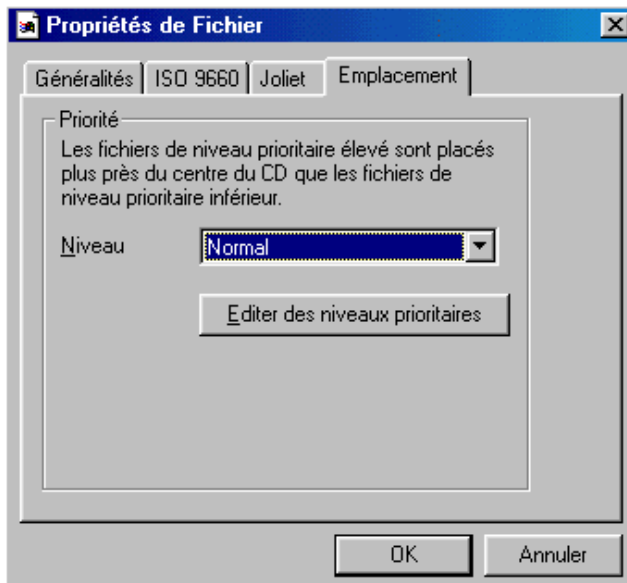 Propriétés de Fichier
Généralités
ISO 9660
Joliet
Emplacement
Priorité
Les fichiers de niveau prioritaire élevé sont placés
plus près du centre du CD que les fichiers de
niveau prioritaire inférieur.
Niveau
Normal
Editer des niveaux prioritaires
OK
Annuler